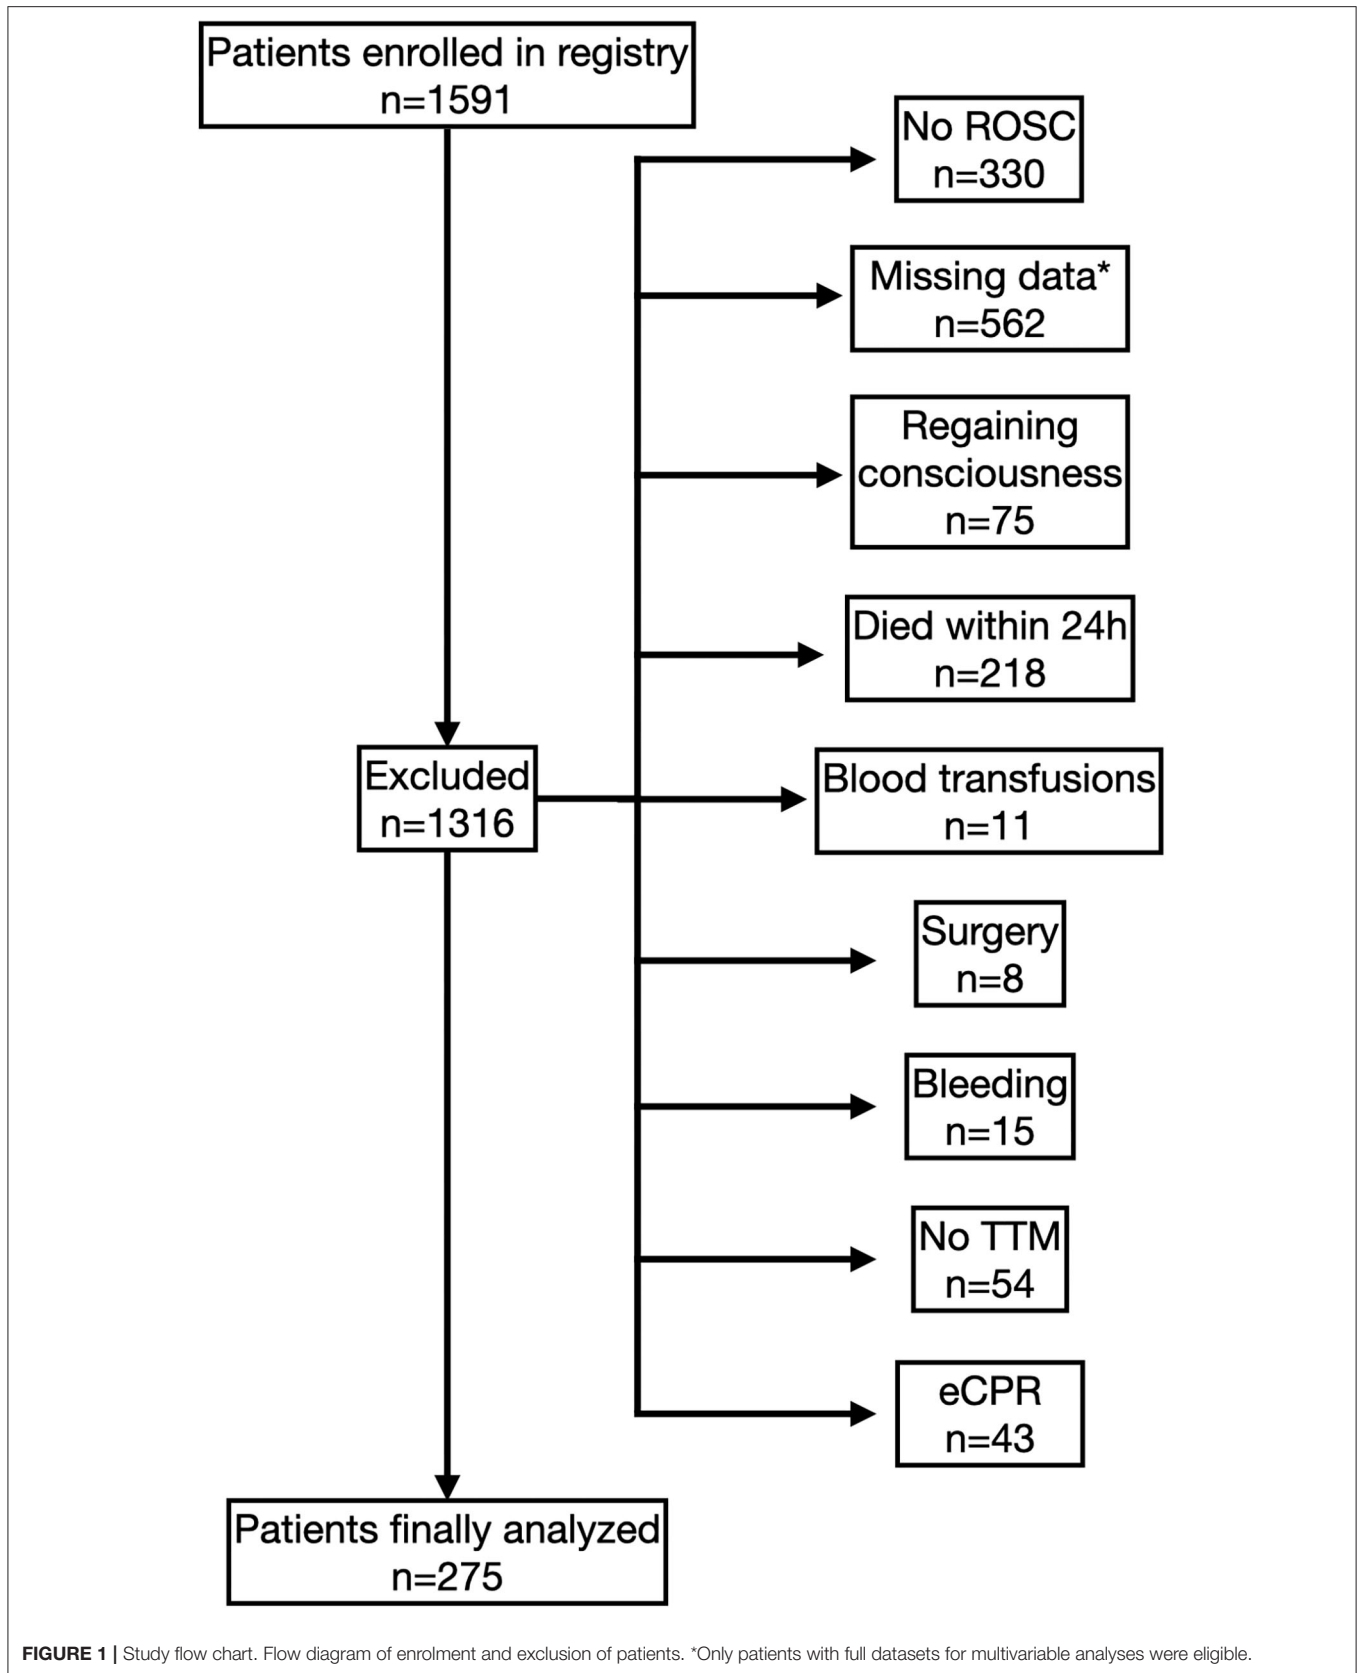 Patients enrolled in registry
n=1591
No ROSC
n=330
Missing data*
n=562
Regaining
consciousness
n=75
Died within 24h
n=218
Excluded
n=1316
Blood transfusions
n=11
Surgery
n=8
Bleeding
n=15
No TTM
n=54
eCPR
n=43
Patients finally analyzed
n=275
FIGURE 1 | Study flow chart. Flow diagram of enrolment and exclusion of patients. *Only patients with full datasets for multivariable analyses were eligible.